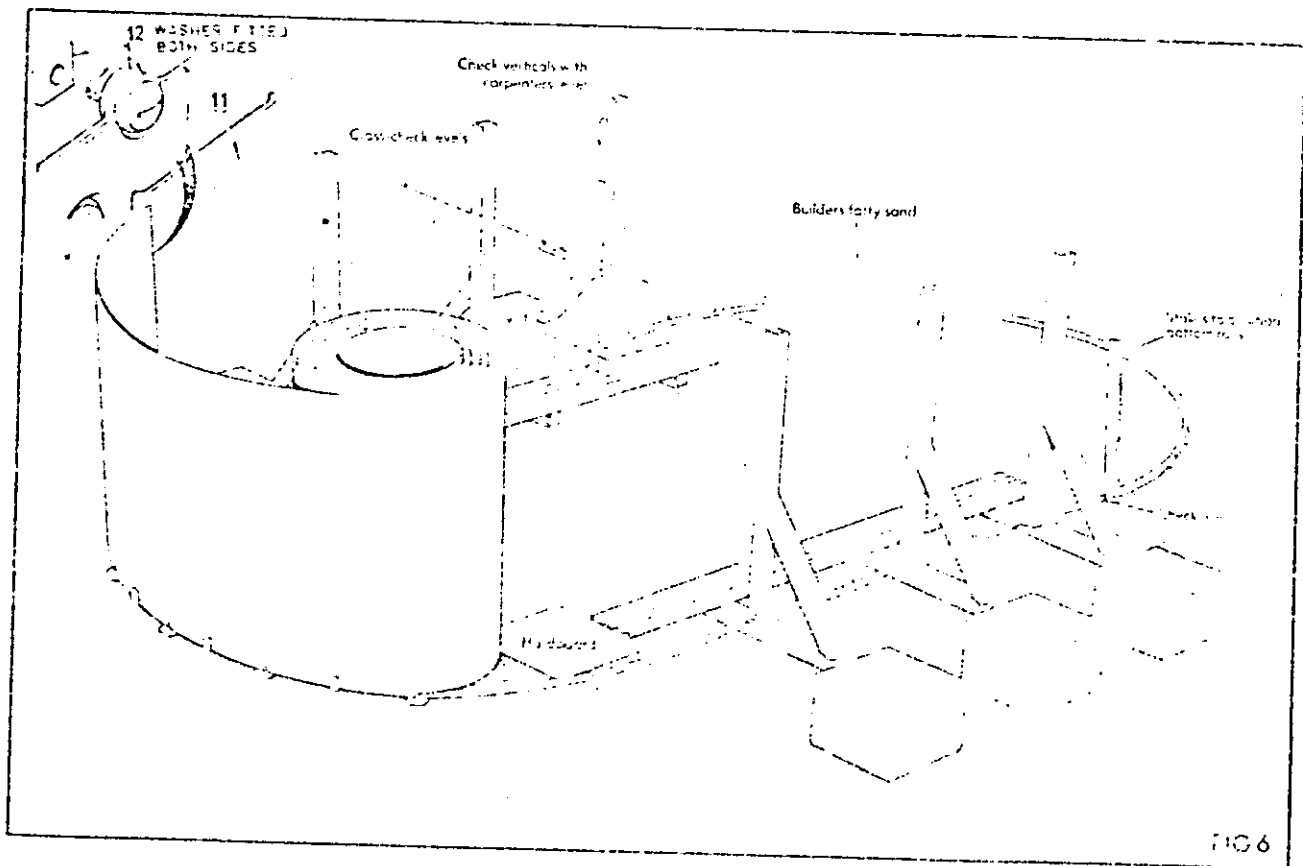 12 WASHER FITTED
BOTH SIDES
11
Check verticals with
carpenters level
Cross-check levels
Builders fatty sand
Hardboard
FIG 6